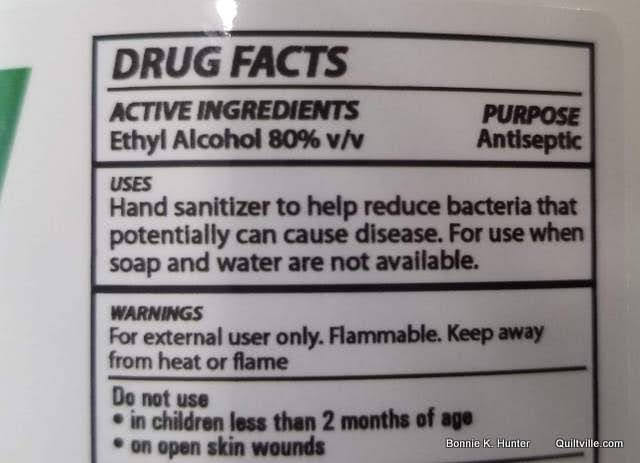 DRUG FACTS
ACTIVE INGREDIENTS PURPOSE
Ethyl Alcohol 80% v/v Antiseptic
USES
Hand sanitizer to help reduce bacteria that
potentially can cause disease. For use when
soap and water are not available.
WARNINGS
For external user only. Flammable. Keep away
from heat or flame
Do not use
• in children less than 2 months of age
• on open skin wounds
Bonnie K. Hunter Quiltville.com